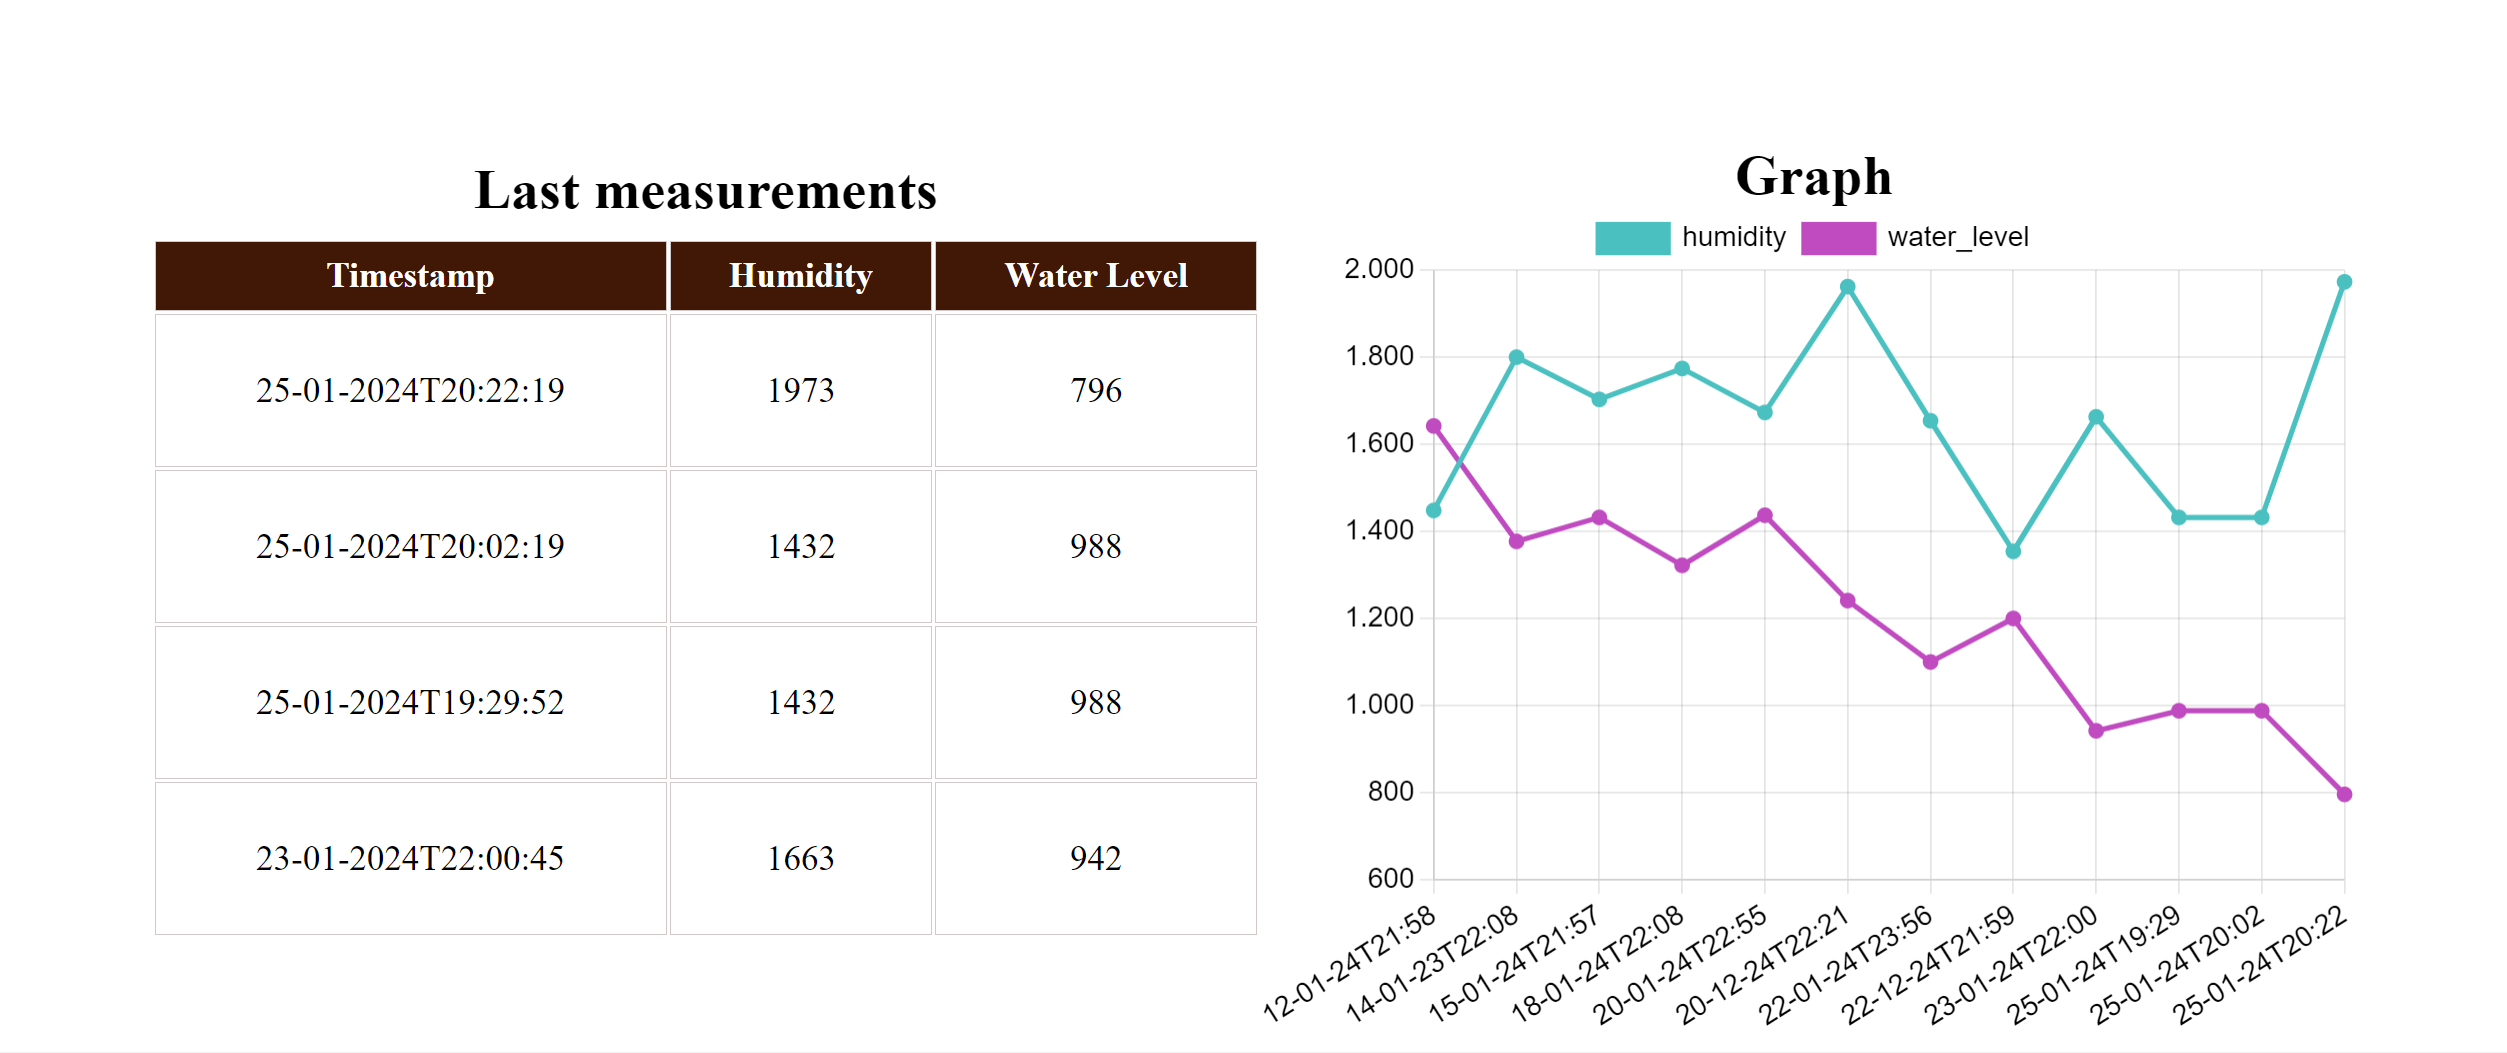 Last measurements
Timestamp Humidity Water Level
25-01-2024T20:22:19 1973 796
25-01-2024T20:02:19 1432 988
25-01-2024T19:29:52 1432 988
23-01-2024T22:00:45 1663 942
Graph
humidity water_level
2.000
1.800
1.600
1.400
1.200
1.000
800
600
12-01-24T21:58
14-01-23T22:08
15-01-24T21:57
18-01-24T22:08
20-01-24T22:55
20-12-24T22:21
22-01-24T23:56
22-12-24T21:59
23-01-24T22:00
25-01-24T19:29
25-01-24T20:02
25-01-24T20:22